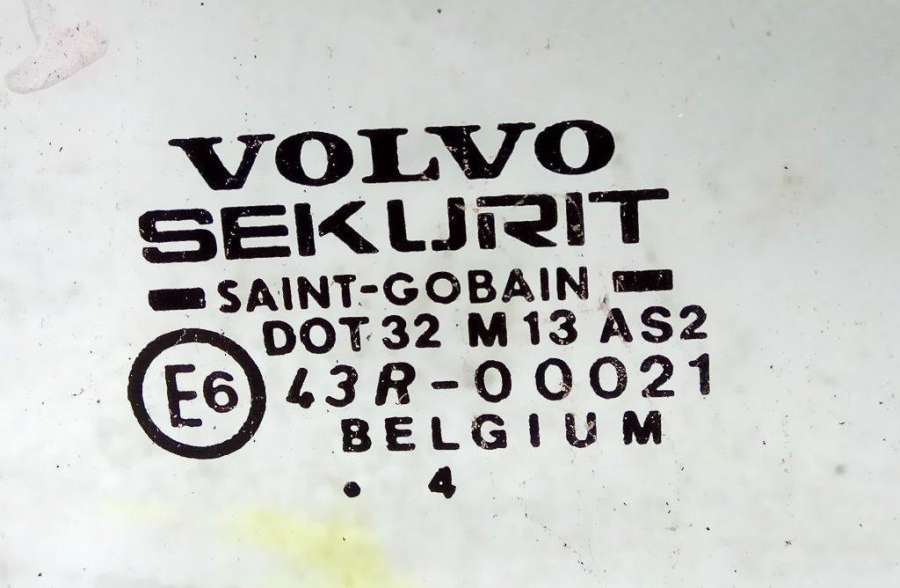 VOLVO
SEKURIT
SAINT-GOBAIN
DOT 32 M 13 AS2
E6 43R-00021
BELGIUM
. 4